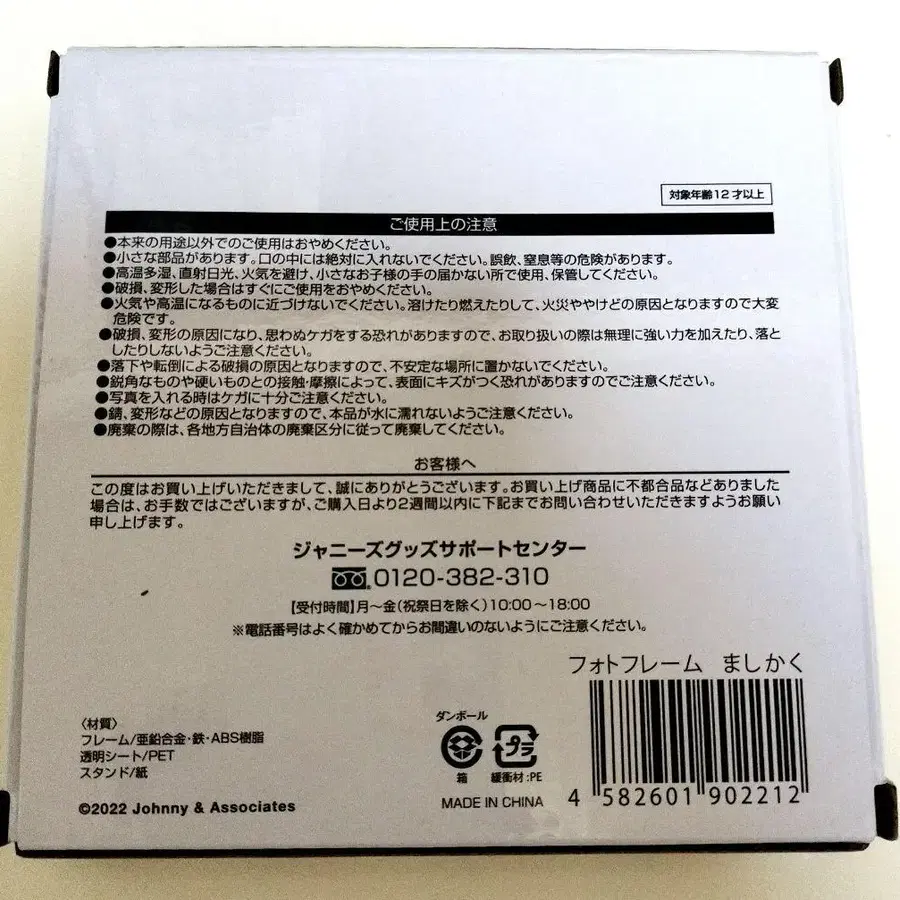 対象年齢12才以上
ご使用上の注意
●本来の用途以外でのご使用はおやめください。
●小さな部品があります。口の中には絶対に入れないでください。誤飲、窒息等の危険があります。
●高温多湿、直射日光、火気を避け、小さなお子様の手の届かない所で使用、保管してください。
●破損、変形した場合はすぐにご使用をおやめください。
●火気や高温になるものに近づけないでください。溶けたり燃えたりして、火災ややけどの原因となりますので大変
危険です。
●破損、変形の原因になり、思わぬケガをする恐れがありますので、お取り扱いの際は無理に強い力を加えたり、落と
したりしないようご注意ください。
●落下や転倒による破損の原因となりますので、不安定な場所に置かないでください。
●鋭角なものや硬いものとの接触・摩擦によって、表面にキズがつく恐れがありますのでご注意ください。
●写真を入れる時はケガに十分ご注意ください。
●錆、変形などの原因となりますので、本品が水に濡れないようご注意ください。
●廃棄の際は、各地方自治体の廃棄区分に従って廃棄してください。
お客様へ
この度はお買い上げいただきまして、誠にありがとうございます。お買い上げ商品に不都合品などありました
場合は、お手数ではございますが、ご購入日より2週間以内に下記までお問い合わせいただきますようお願い
申し上げます。
ジャニーズグッズサポートセンター
0120-382-310
【受付時間】月〜金(祝祭日を除く)10:00〜18:00
※電話番号はよく確かめてからお間違いのないようにご注意ください。
フォトフレーム ましかく
〈材質〉
フレーム/亜鉛合金・鉄・ABS樹脂
透明シート/PET
スタンド/紙
©2022 Johnny & Associates
ダンボール
箱
プラ
緩衝材:PE
MADE IN CHINA
4 582601 902212